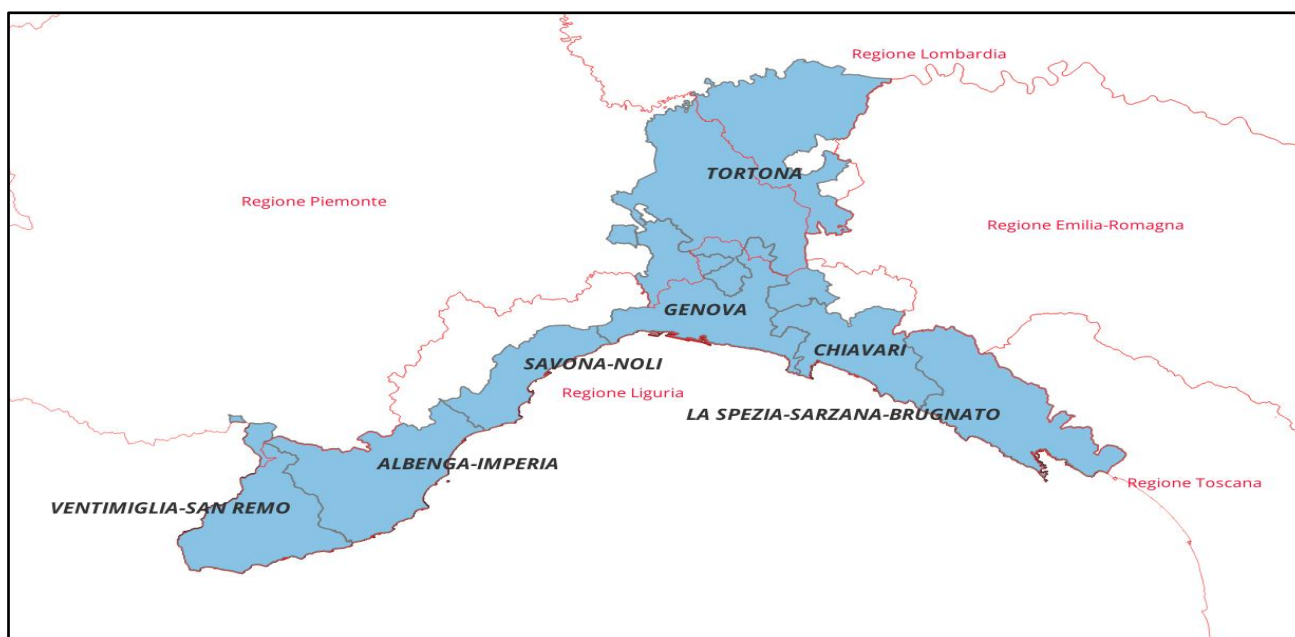 Regione Lombardia
TORTONA
Regione Piemonte
Regione Emilia-Romagna
GENOVA
CHIAVARI
SAVONA-NOLI
Regione Liguria
LA SPEZIA-SARZANA-BRUGNATO
ALBENGA-IMPERIA
Regione Toscana
VENTIMIGLIA-SAN REMO